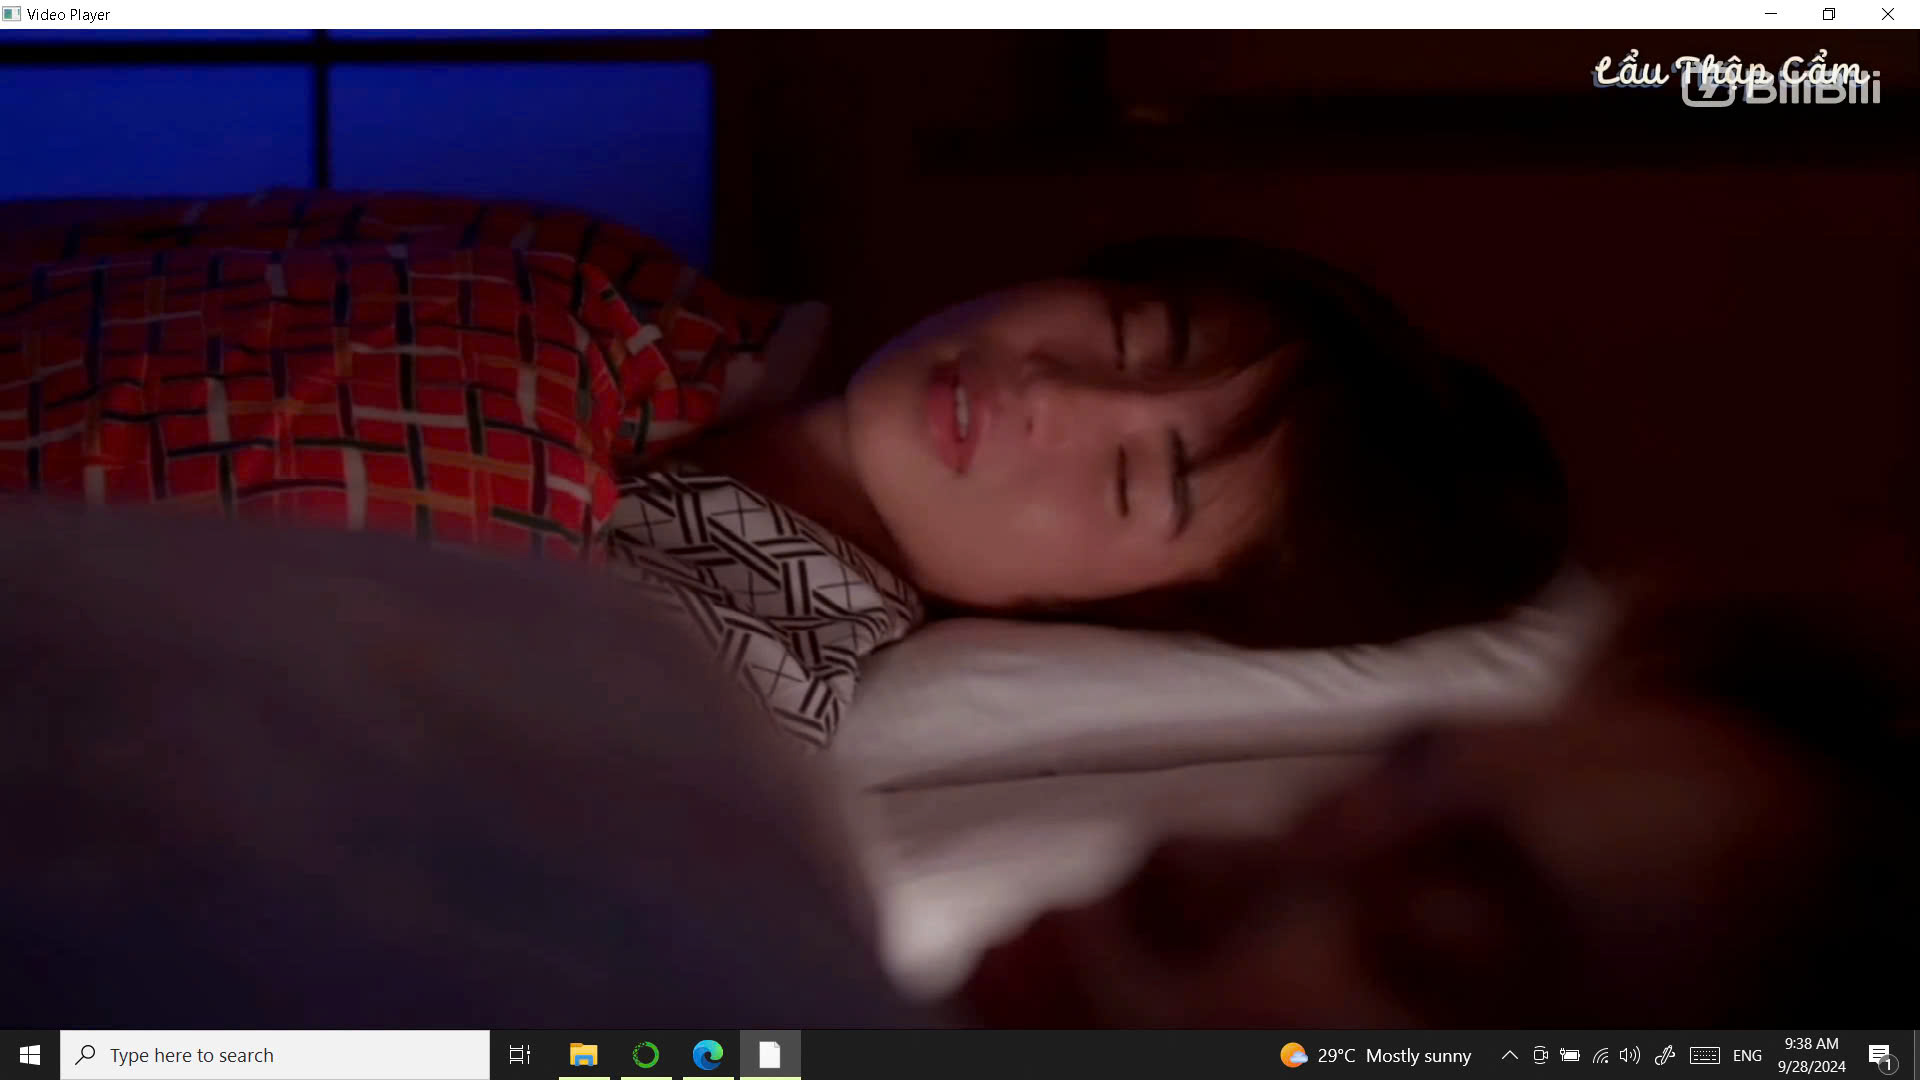 Video Player
Lẩu Thập Cẩm
BiliBili
Type here to search
29°C Mostly sunny
ENG
9:38 AM
9/28/2024
1